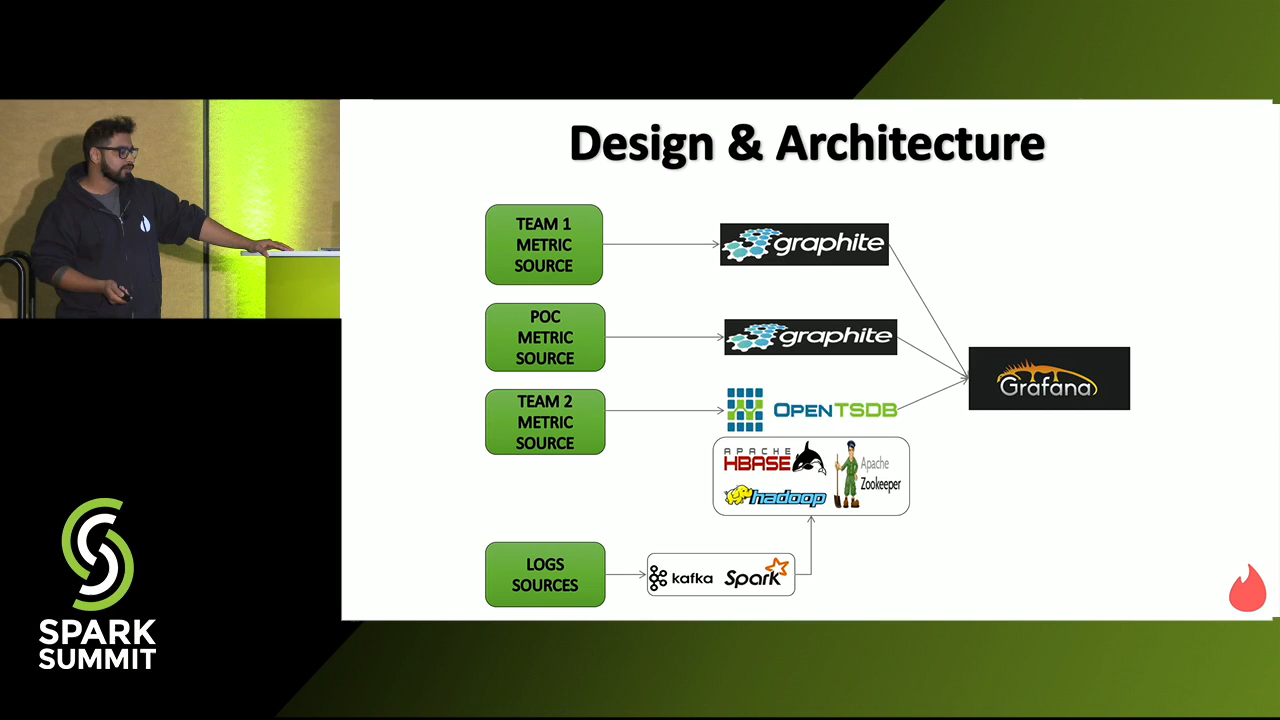 Design & Architecture
TEAM 1
METRIC
SOURCE
graphite
POC
METRIC
SOURCE
graphite
Grafana
TEAM 2
METRIC
SOURCE
OPENTSDB
APACHE
HBASE
Apache
Zookeeper
hadoop
LOGS
SOURCES
kafka
Spark
SPARK
SUMMIT